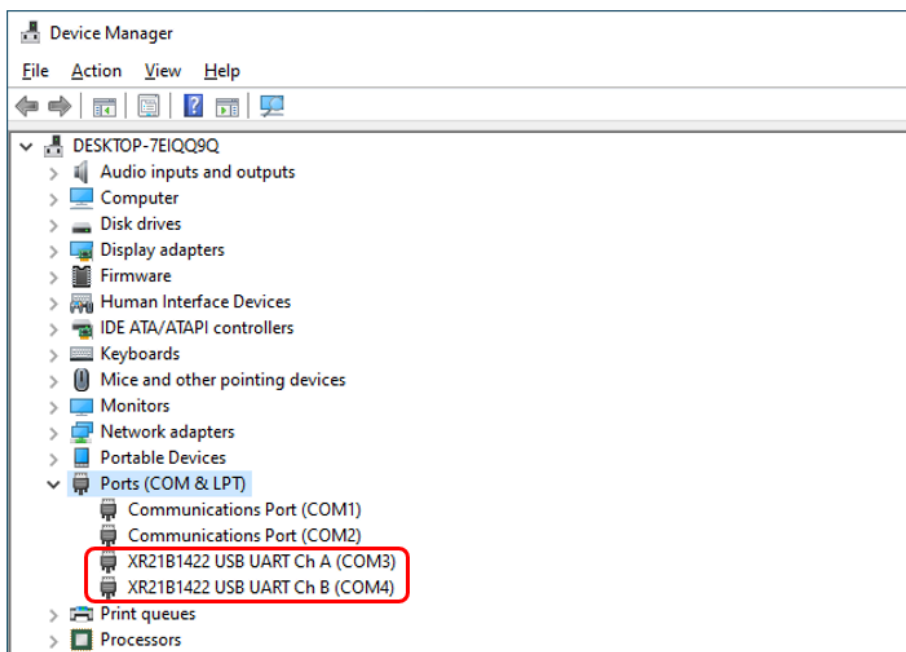 Device Manager
File Action View Help
?
DESKTOP-7EIQQ9Q
Audio inputs and outputs
Computer
Disk drives
Display adapters
Firmware
Human Interface Devices
IDE ATA/ATAPI controllers
Keyboards
Mice and other pointing devices
Monitors
Network adapters
Portable Devices
Ports (COM & LPT)
Communications Port (COM1)
Communications Port (COM2)
XR21B1422 USB UART Ch A (COM3)
XR21B1422 USB UART Ch B (COM4)
Print queues
Processors